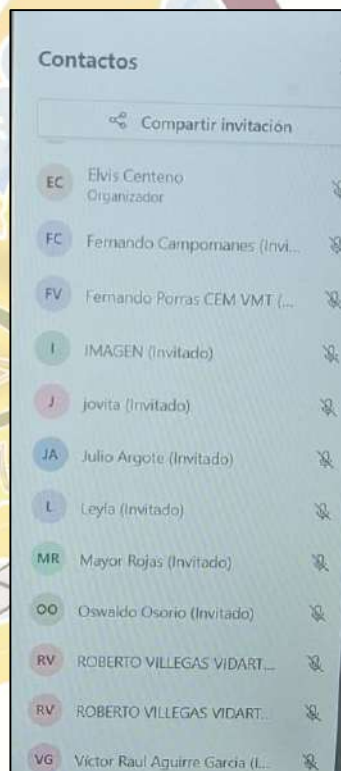 Contactos
Compartir invitación
EC Elvis Centeno
Organizador
FC Fernando Campomanes (Invi...
FV Fernando Porras CEM VMT (...
I IMAGEN (Invitado)
J jovita (Invitado)
JA Julio Argote (Invitado)
L Leyla (Invitado)
MR Mayor Rojas (Invitado)
OO Oswaldo Osorio (Invitado)
RV ROBERTO VILLEGAS VIDART...
RV ROBERTO VILLEGAS VIDART...
VG Víctor Raul Aguirre Garcia (I...